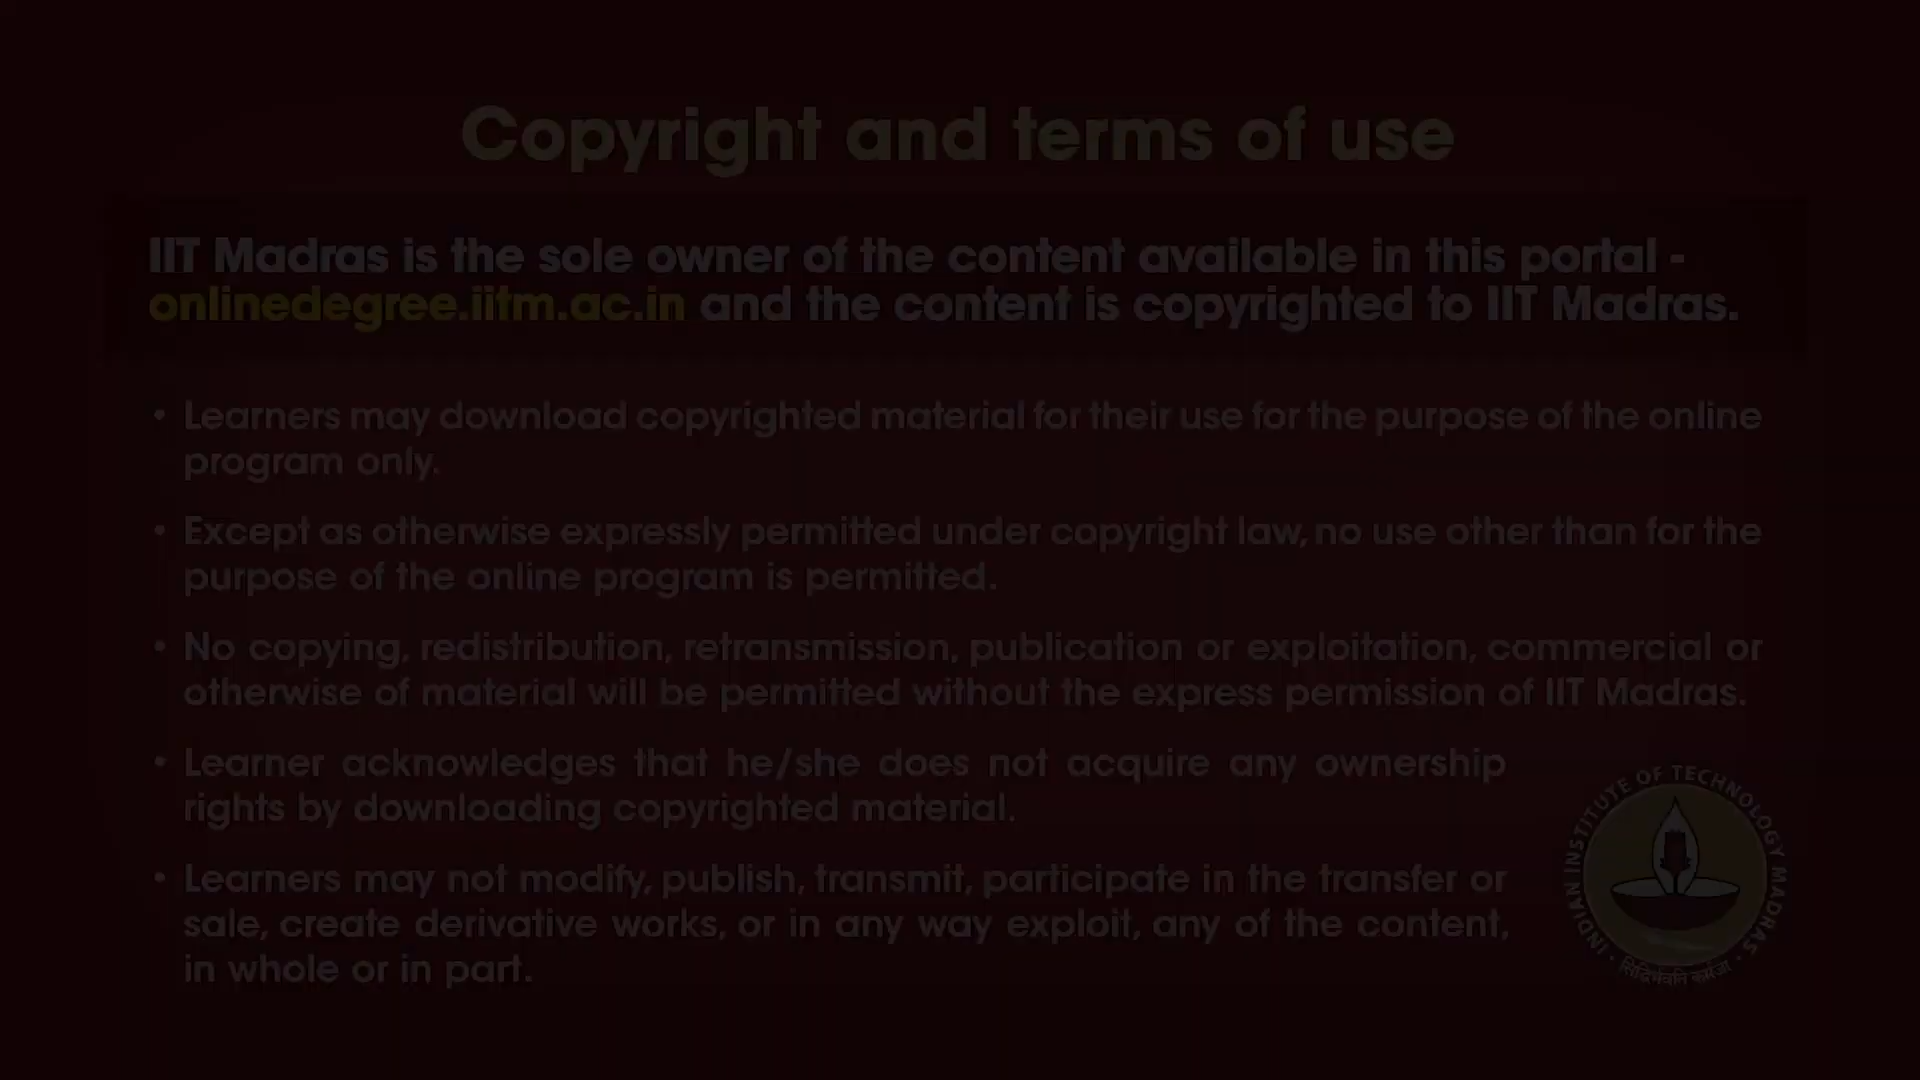 Copyright and terms of use
IIT Madras is the sole owner of the content available in this portal -
onlinedegree.iitm.ac.in and the content is copyrighted to IIT Madras.
• Learners may download copyrighted material for their use for the purpose of the online
program only.
• Except as otherwise expressly permitted under copyright law, no use other than for the
purpose of the online program is permitted.
• No copying, redistribution, retransmission, publication or exploitation, commercial or
otherwise of material will be permitted without the express permission of IIT Madras.
• Learner acknowledges that he/she does not acquire any ownership
rights by downloading copyrighted material.
• Learners may not modify, publish, transmit, participate in the transfer or
sale, create derivative works, or in any way exploit, any of the content,
in whole or in part.
INDIAN INSTITUTE OF TECHNOLOGY MADRAS
सिद्धिर्भवति कर्मजा